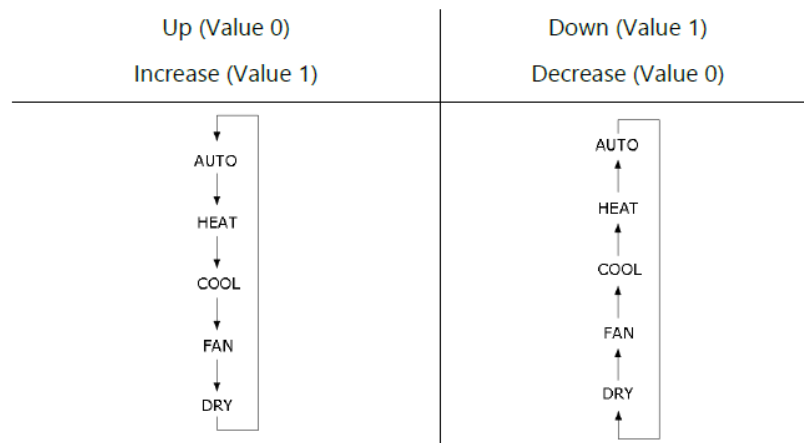 Up (Value 0)
Increase (Value 1)
AUTO
HEAT
COOL
FAN
DRY
Down (Value 1)
Decrease (Value 0)
AUTO
HEAT
COOL
FAN
DRY